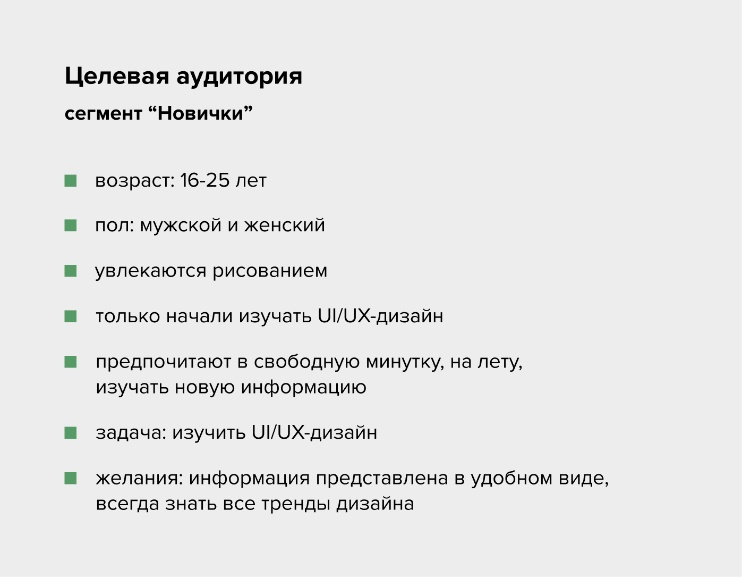 Целевая аудитория
сегмент “Новички”
возраст: 16-25 лет
пол: мужской и женский
увлекаются рисованием
только начали изучать UI/UX-дизайн
предпочитают в свободную минутку, на лету,
изучать новую информацию
задача: изучить UI/UX-дизайн
желания: информация представлена в удобном виде,
всегда знать все тренды дизайна